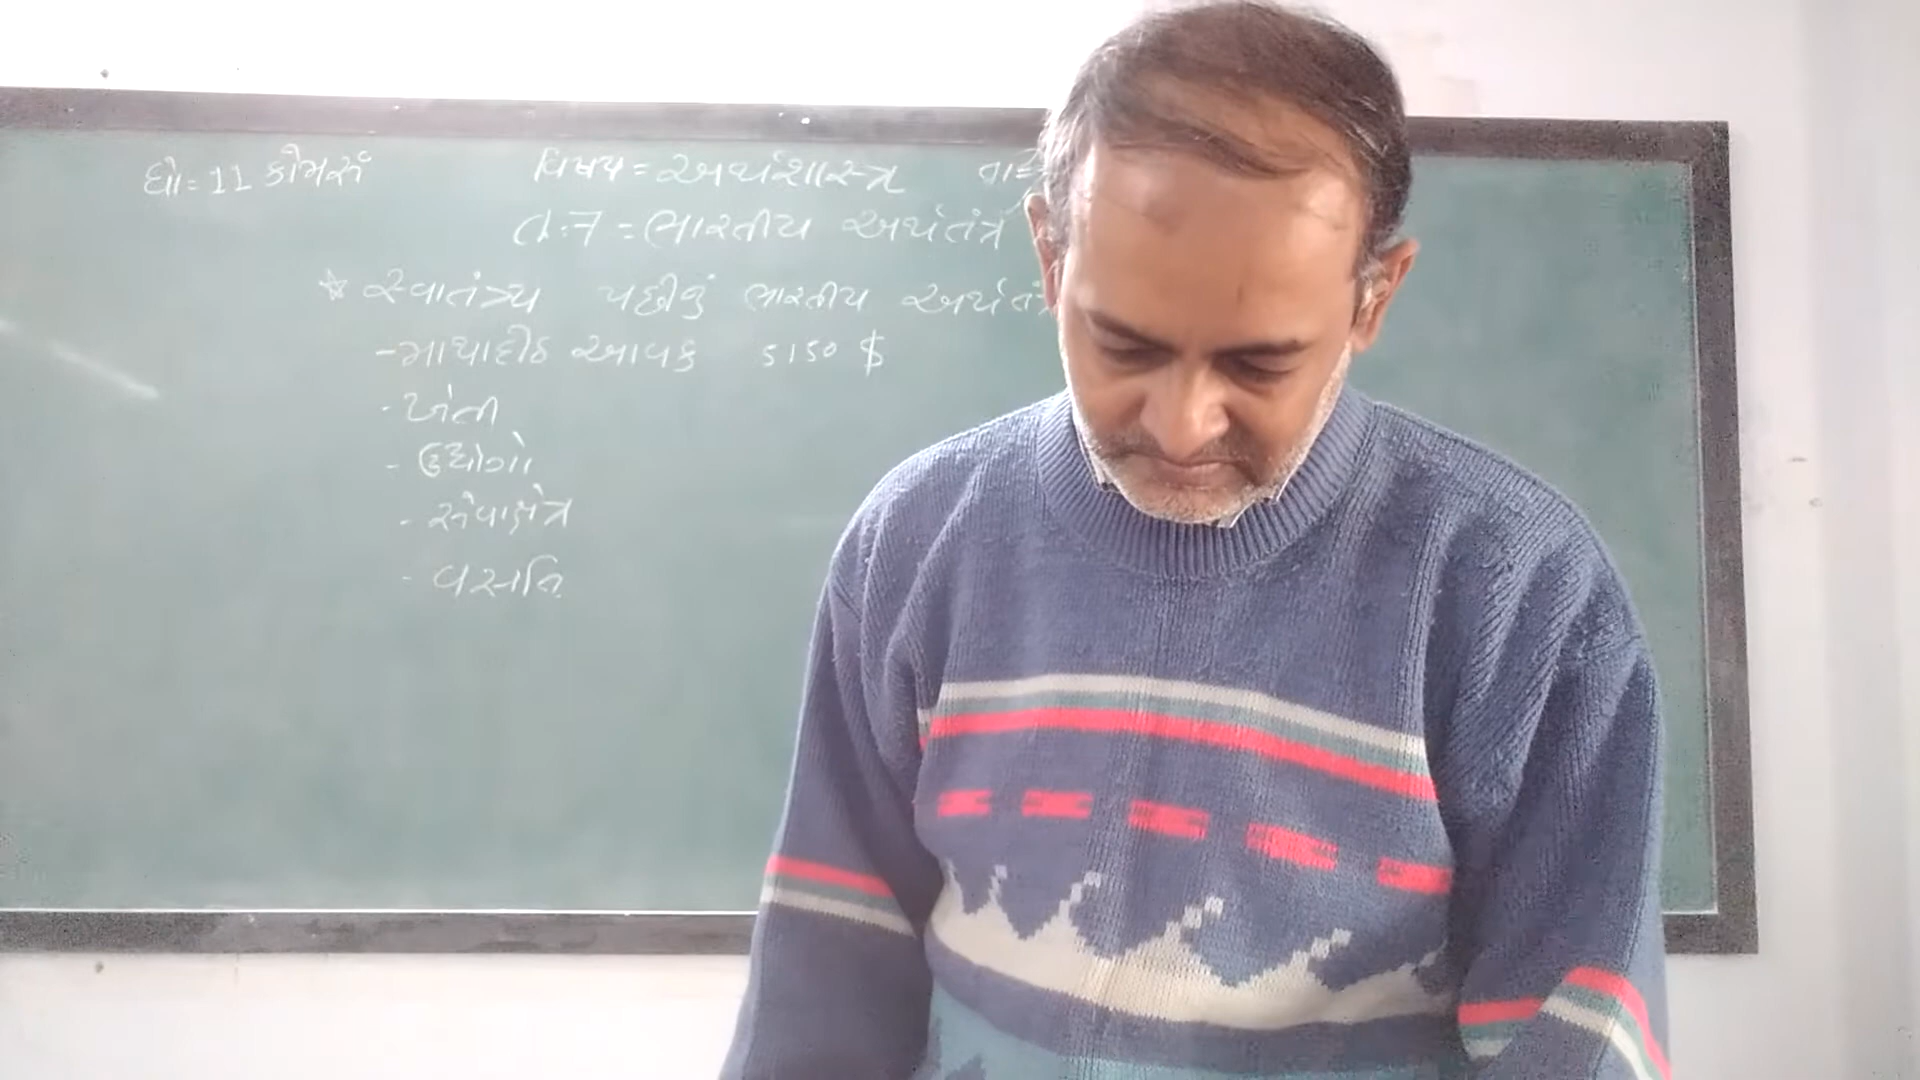 ધો = 11 કોમર્સ વિષય = અર્થશાસ્ત્ર તા =
પા.7 = ભારતીય અર્થતંત્ર
* સ્વાતંત્ર્ય પછીનું ભારતીય અર્થતંત્ર
- માથાદીઠ આવક 5150 $
- ખેતી
- ઉદ્યોગો
- સેવાક્ષેત્ર
- વસતિ